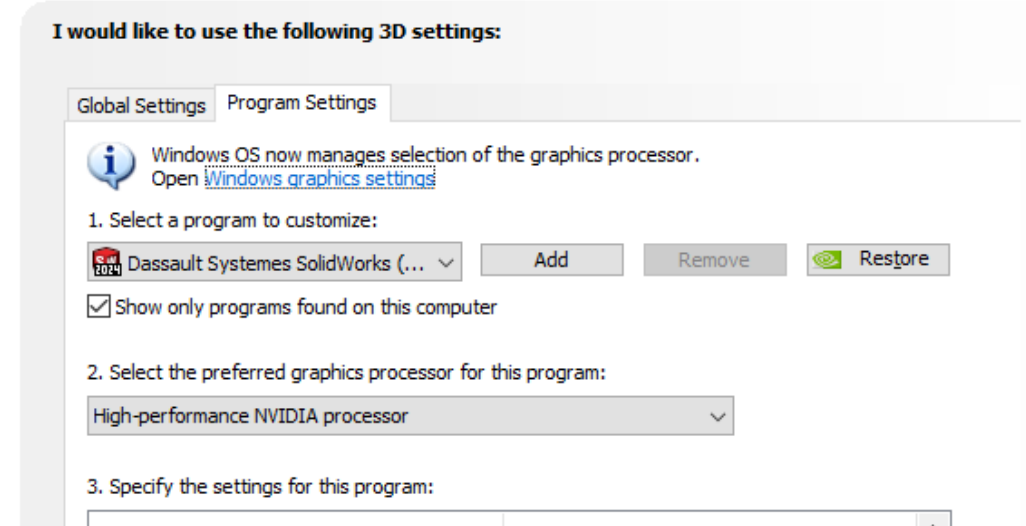 I would like to use the following 3D settings:
Global Settings
Program Settings
Windows OS now manages selection of the graphics processor.
Open Windows graphics settings
1. Select a program to customize:
SW 2024 Dassault Systemes SolidWorks (...
Add
Remove
Restore
Show only programs found on this computer
2. Select the preferred graphics processor for this program:
High-performance NVIDIA processor
3. Specify the settings for this program: